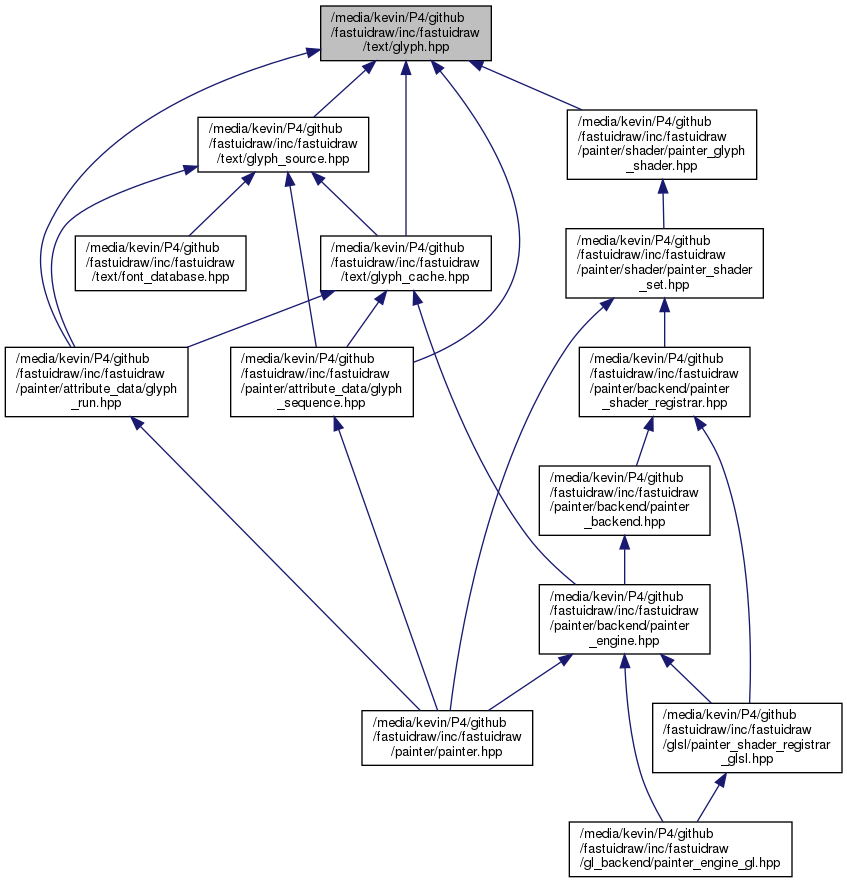 /media/kevin/P4/github
/fastuidraw/inc/fastuidraw
/text/glyph.hpp
/media/kevin/P4/github
/fastuidraw/inc/fastuidraw
/text/glyph_source.hpp
/media/kevin/P4/github
/fastuidraw/inc/fastuidraw
/painter/shader/painter_glyph
_shader.hpp
/media/kevin/P4/github
/fastuidraw/inc/fastuidraw
/text/font_database.hpp
/media/kevin/P4/github
/fastuidraw/inc/fastuidraw
/text/glyph_cache.hpp
/media/kevin/P4/github
/fastuidraw/inc/fastuidraw
/painter/shader/painter_shader
_set.hpp
/media/kevin/P4/github
/fastuidraw/inc/fastuidraw
/painter/attribute_data/glyph
_run.hpp
/media/kevin/P4/github
/fastuidraw/inc/fastuidraw
/painter/attribute_data/glyph
_sequence.hpp
/media/kevin/P4/github
/fastuidraw/inc/fastuidraw
/painter/backend/painter
_shader_registrar.hpp
/media/kevin/P4/github
/fastuidraw/inc/fastuidraw
/painter/backend/painter
_backend.hpp
/media/kevin/P4/github
/fastuidraw/inc/fastuidraw
/painter/backend/painter
_engine.hpp
/media/kevin/P4/github
/fastuidraw/inc/fastuidraw
/painter/painter.hpp
/media/kevin/P4/github
/fastuidraw/inc/fastuidraw
/glsl/painter_shader_registrar
_glsl.hpp
/media/kevin/P4/github
/fastuidraw/inc/fastuidraw
/gl_backend/painter_engine_gl.hpp